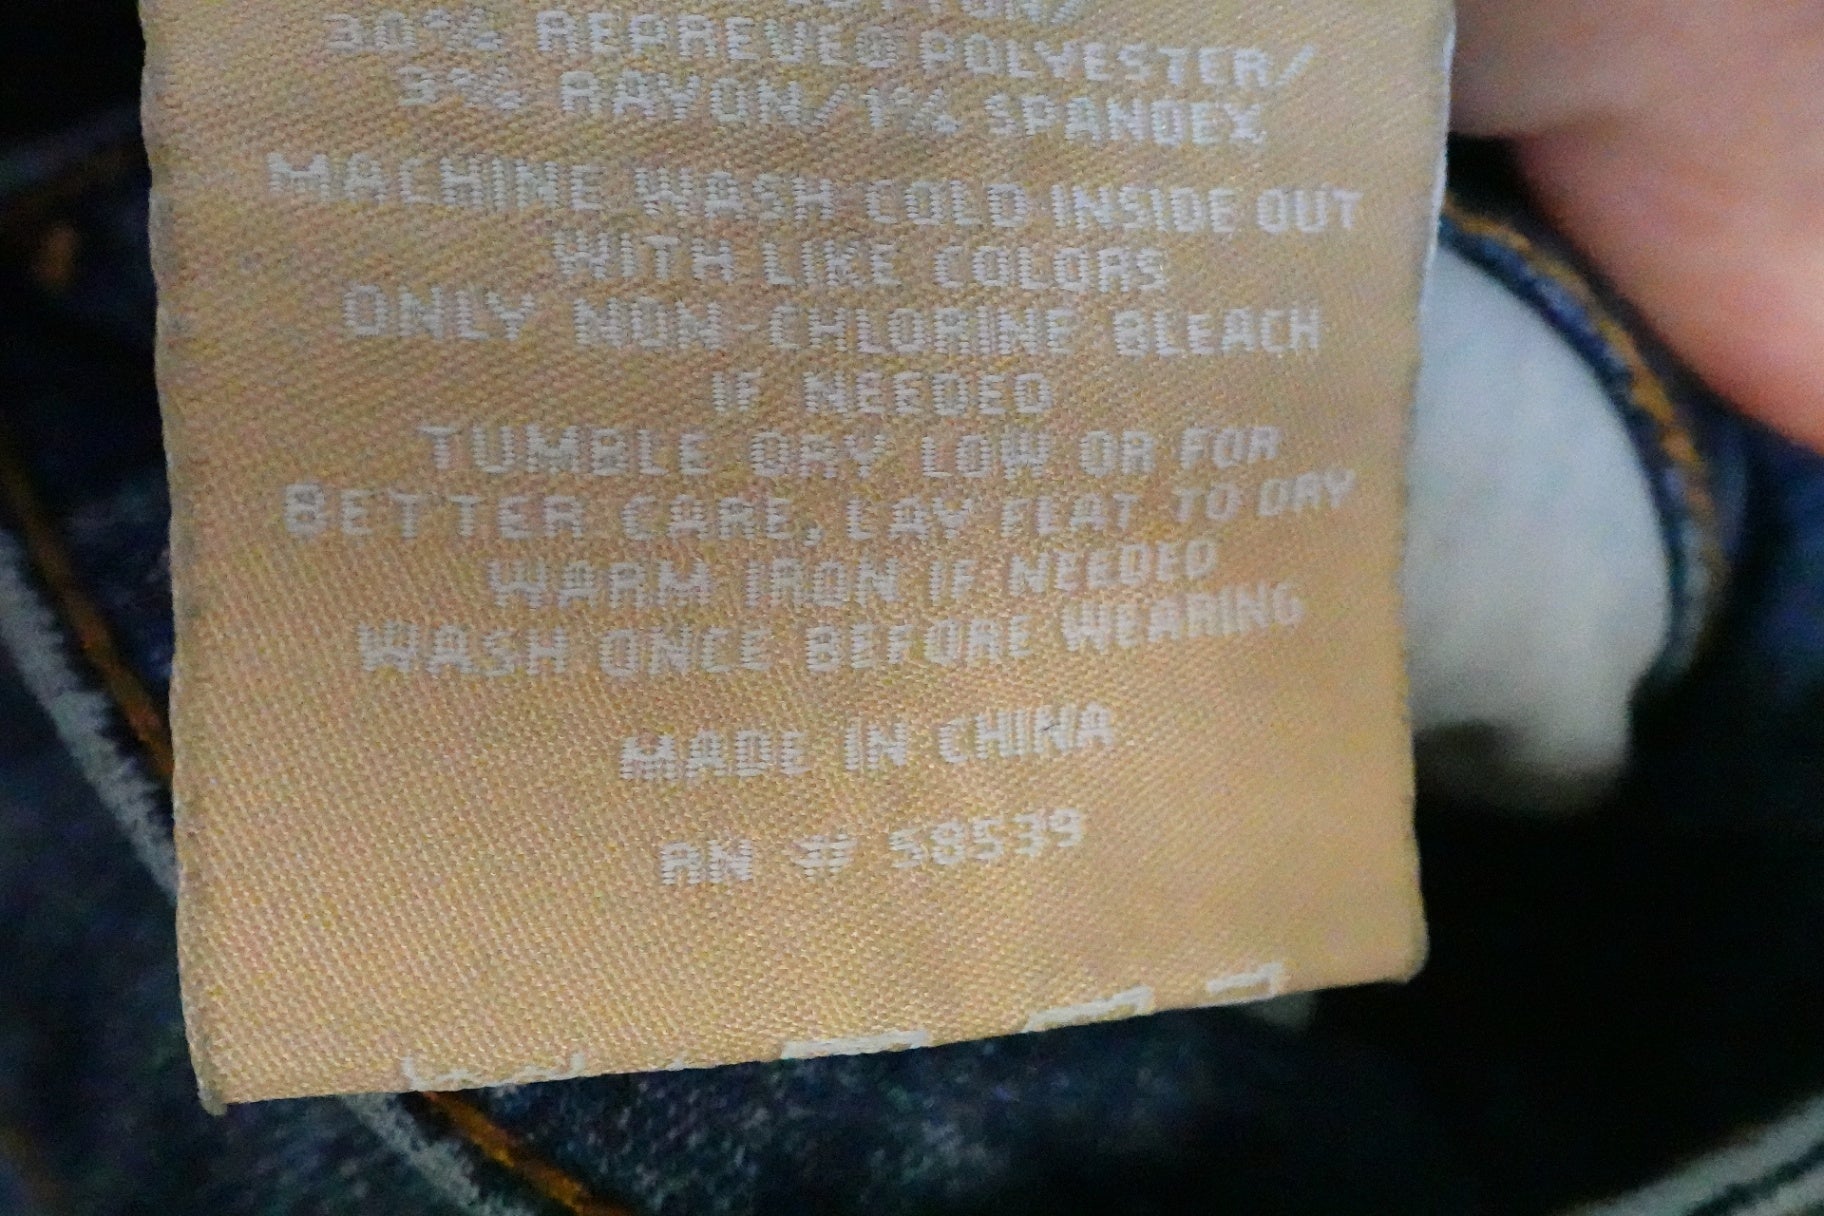 30% REPREVE® POLYESTER/
3% RAYON/1% SPANDEX
MACHINE WASH COLD INSIDE OUT
WITH LIKE COLORS
ONLY NON-CHLORINE BLEACH
IF NEEDED
TUMBLE DRY LOW OR FOR
BETTER CARE, LAY FLAT TO DRY
WARM IRON IF NEEDED
WASH ONCE BEFORE WEARING
MADE IN CHINA
RN # 58539